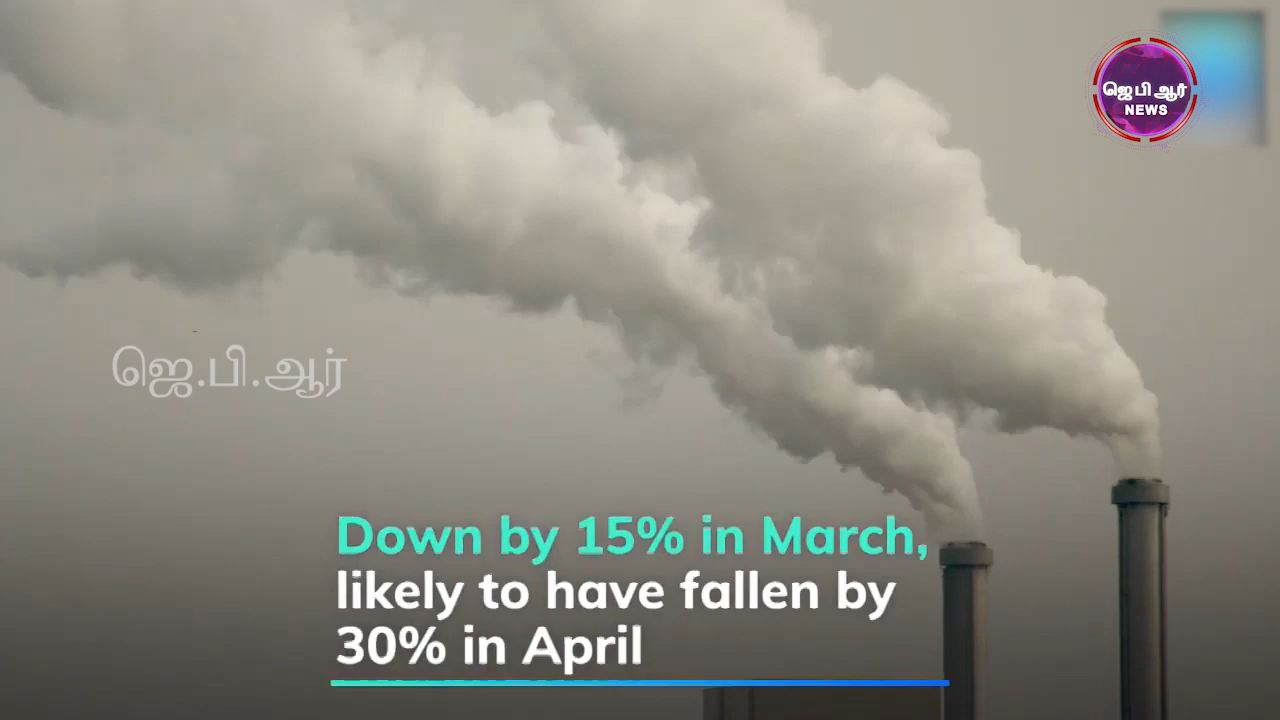 ஜெ பி ஆர்
NEWS
ஜெ.பி.ஆர்
Down by 15% in March,
likely to have fallen by
30% in April